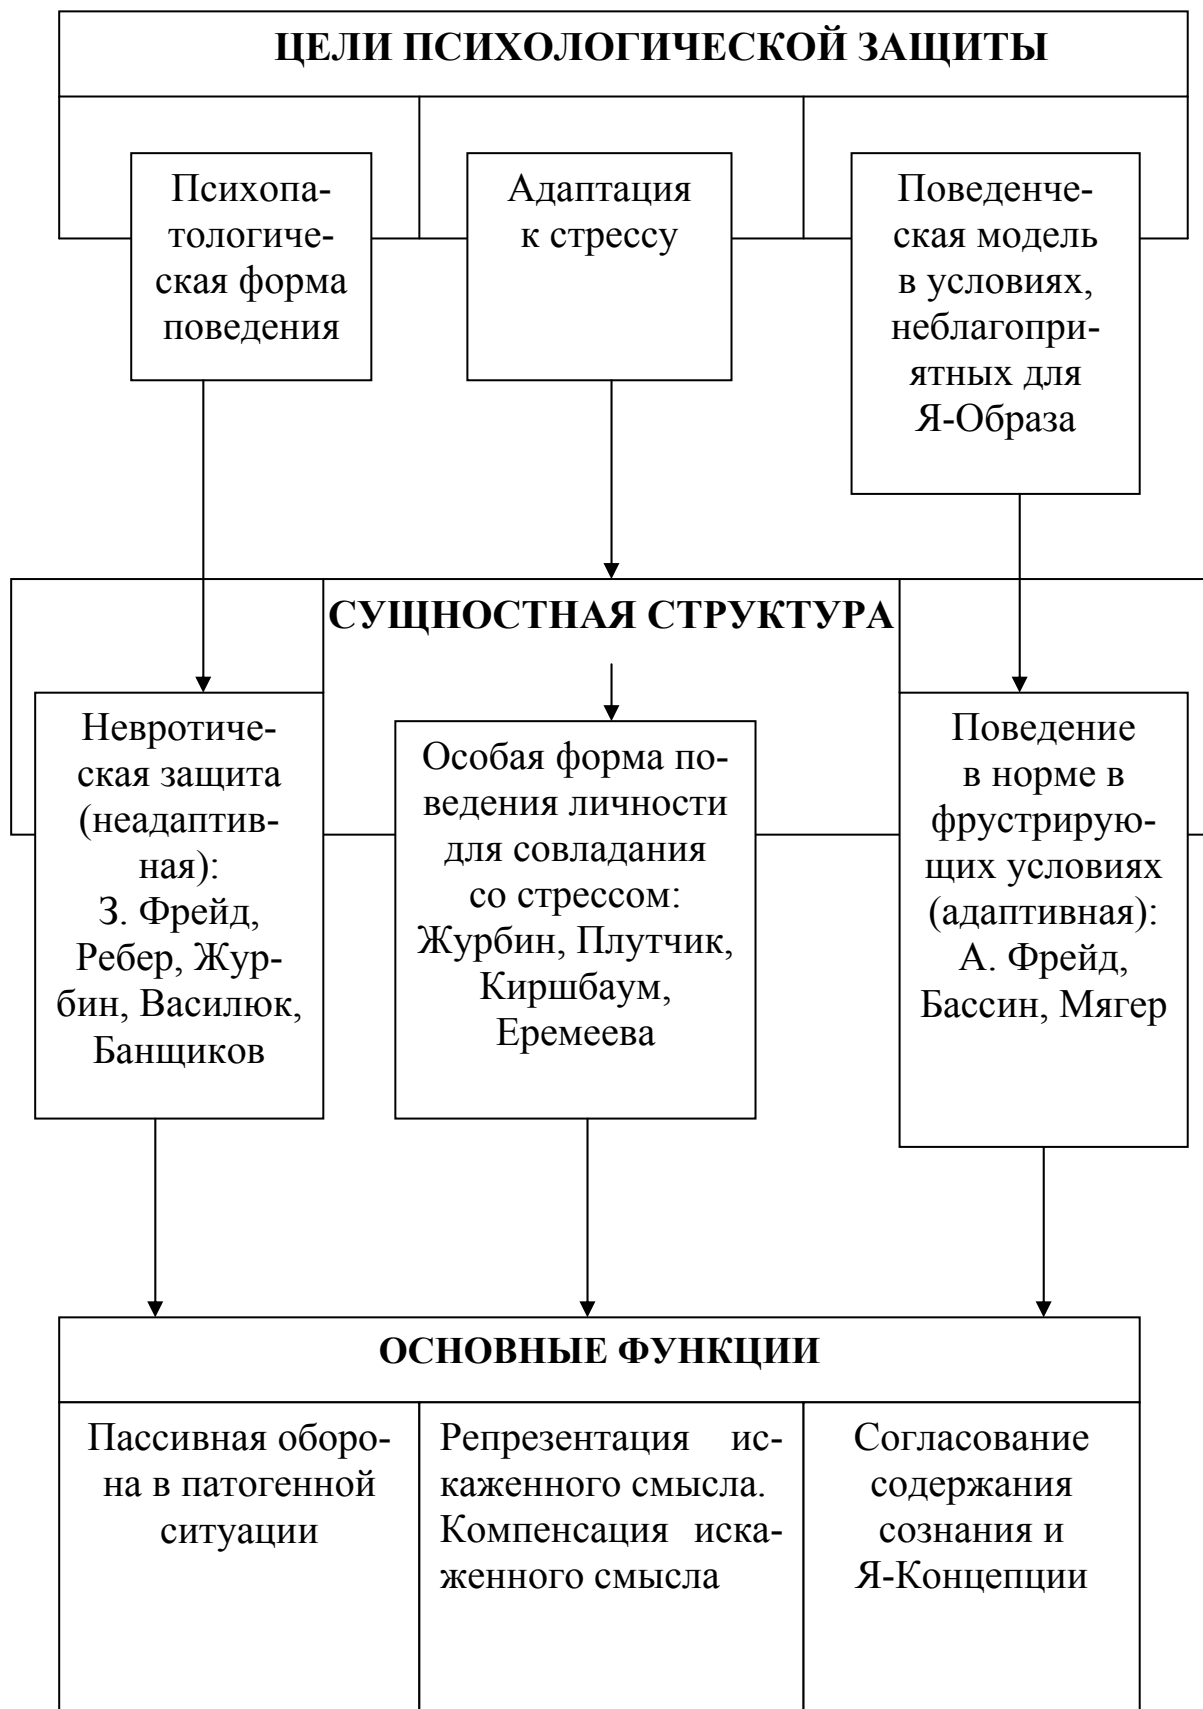 ЦЕЛИ ПСИХОЛОГИЧЕСКОЙ ЗАЩИТЫ
Психопа-
тологиче-
ская форма
поведения
Адаптация
к стрессу
Поведенче-
ская модель
в условиях,
неблагопри-
ятных для
Я-Образа
СУЩНОСТНАЯ СТРУКТУРА
Невротиче-
ская защита
(неадаптив-
ная):
З. Фрейд,
Ребер, Жур-
бин, Василюк,
Банщиков
Особая форма по-
ведения личности
для совладания
со стрессом:
Журбин, Плутчик,
Киршбаум,
Еремеева
Поведение
в норме в
фрустрирую-
щих условиях
(адаптивная):
А. Фрейд,
Бассин, Мягер
ОСНОВНЫЕ ФУНКЦИИ
Пассивная оборо-
на в патогенной
ситуации
Репрезентация ис-
каженного смысла.
Компенсация иска-
женного смысла
Согласование
содержания
сознания и
Я-Концепции